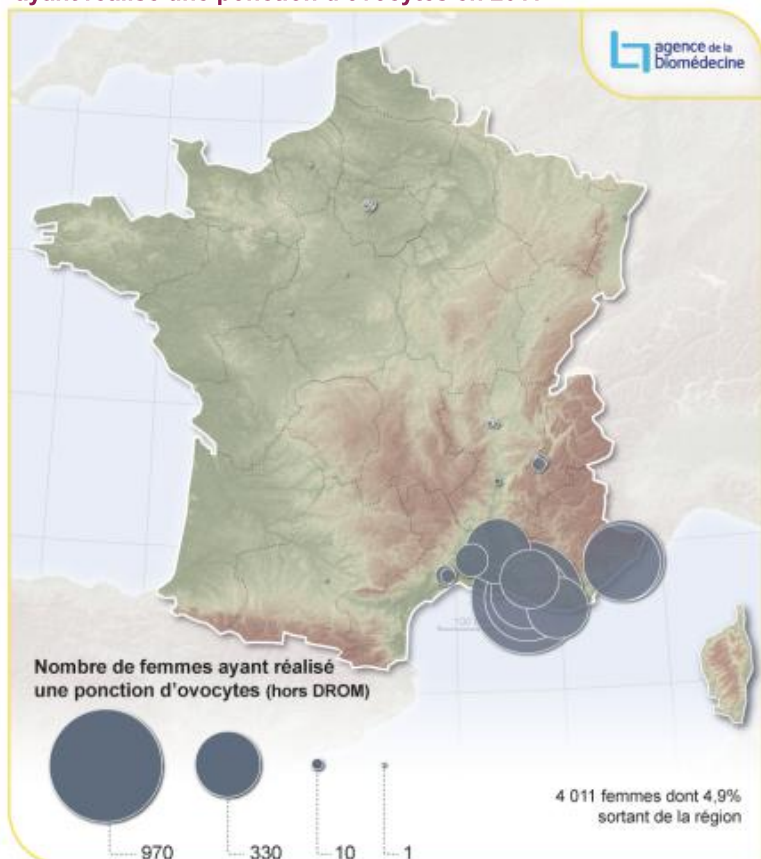 agence de la
biomédecine
Nombre de femmes ayant réalisé
une ponction d'ovocytes (hors DROM)
4 011 femmes dont 4,9%
sortant de la région
970
330
10
1